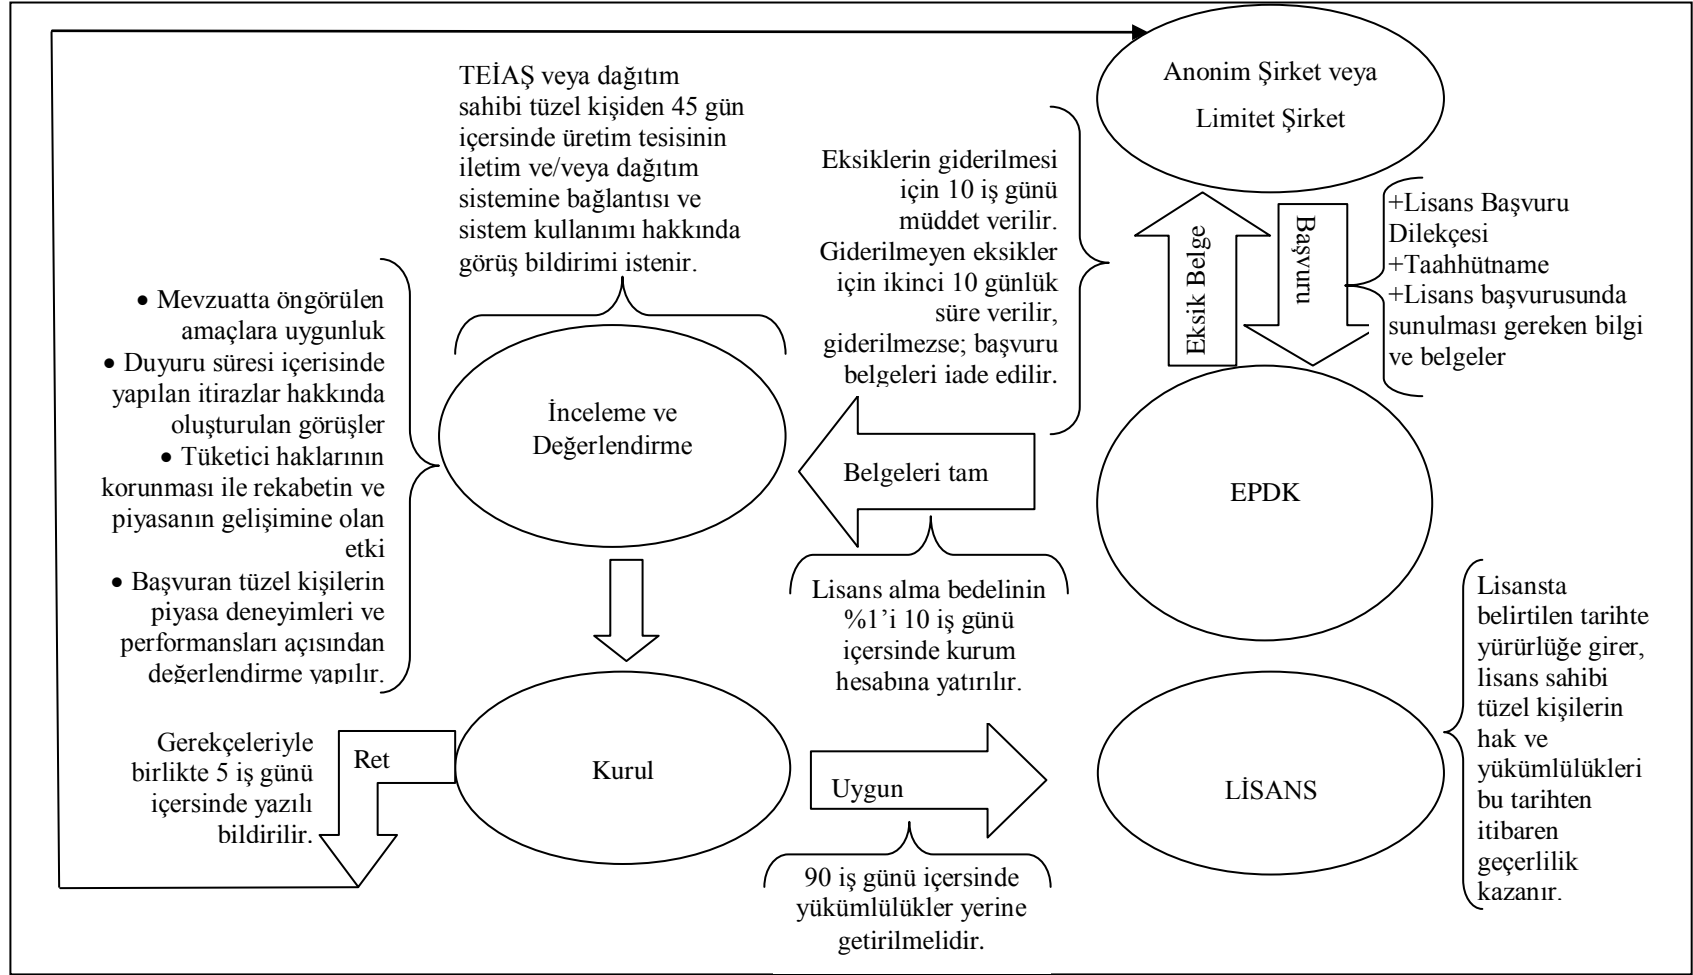 Anonim Şirket veya
Limitet Şirket
TEİAŞ veya dağıtım
sahibi tüzel kişiden 45 gün
içersinde üretim tesisinin
iletim ve/veya dağıtım
sistemine bağlantısı ve
sistem kullanımı hakkında
görüş bildirimi istenir.
Eksiklerin giderilmesi
için 10 iş günü
müddet verilir.
Giderilmeyen eksikler
için ikinci 10 günlük
süre verilir,
giderilmezse; başvuru
belgeleri iade edilir.
Eksik Belge
Başvuru
+Lisans Başvuru
Dilekçesi
+Taahhütname
+Lisans başvurusunda
sunulması gereken bilgi
ve belgeler
• Mevzuatta öngörülen
amaçlara uygunluk
• Duyuru süresi içerisinde
yapılan itirazlar hakkında
oluşturulan görüşler
• Tüketici haklarının
korunması ile rekabetin ve
piyasanın gelişimine olan
etki
• Başvuran tüzel kişilerin
piyasa deneyimleri ve
performansları açısından
değerlendirme yapılır.
İnceleme ve
Değerlendirme
Belgeleri tam
EPDK
Lisans alma bedelinin
%1’i 10 iş günü
içersinde kurum
hesabına yatırılır.
Lisansta
belirtilen tarihte
yürürlüğe girer,
lisans sahibi
tüzel kişilerin
hak ve
yükümlülükleri
bu tarihten
itibaren
geçerlilik
kazanır.
Gerekçeleriyle
birlikte 5 iş günü
içersinde yazılı
bildirilir.
Ret
Kurul
Uygun
LİSANS
90 iş günü içersinde
yükümlülükler yerine
getirilmelidir.